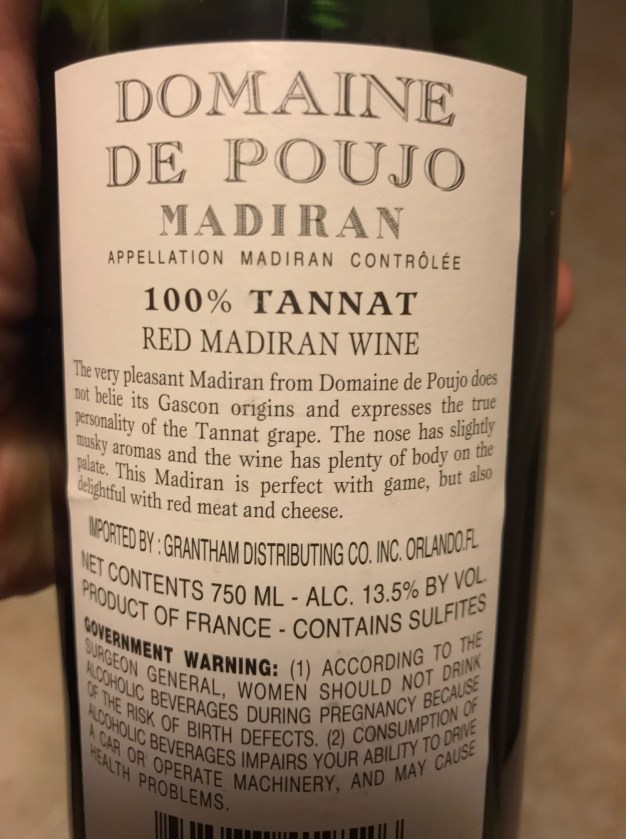 DOMAINE
DE POUJO
MADIRAN
APPELLATION MADIRAN CONTRÔLÉE
100% TANNAT
RED MADIRAN WINE
The very pleasant Madiran from Domaine de Poujo does
not belie its Gascon origins and expresses the true
personality of the Tannat grape. The nose has slightly
musky aromas and the wine has plenty of body on the
palate. This Madiran is perfect with game, but also
delightful with red meat and cheese.
IMPORTED BY : GRANTHAM DISTRIBUTING CO. INC. ORLANDO.FL
NET CONTENTS 750 ML - ALC. 13.5% BY VOL.
PRODUCT OF FRANCE - CONTAINS SULFITES
GOVERNMENT WARNING: (1) ACCORDING TO THE
SURGEON GENERAL, WOMEN SHOULD NOT DRINK
ALCOHOLIC BEVERAGES DURING PREGNANCY BECAUSE
OF THE RISK OF BIRTH DEFECTS. (2) CONSUMPTION OF
ALCOHOLIC BEVERAGES IMPAIRS YOUR ABILITY TO DRIVE
A CAR OR OPERATE MACHINERY, AND MAY CAUSE
HEALTH PROBLEMS.